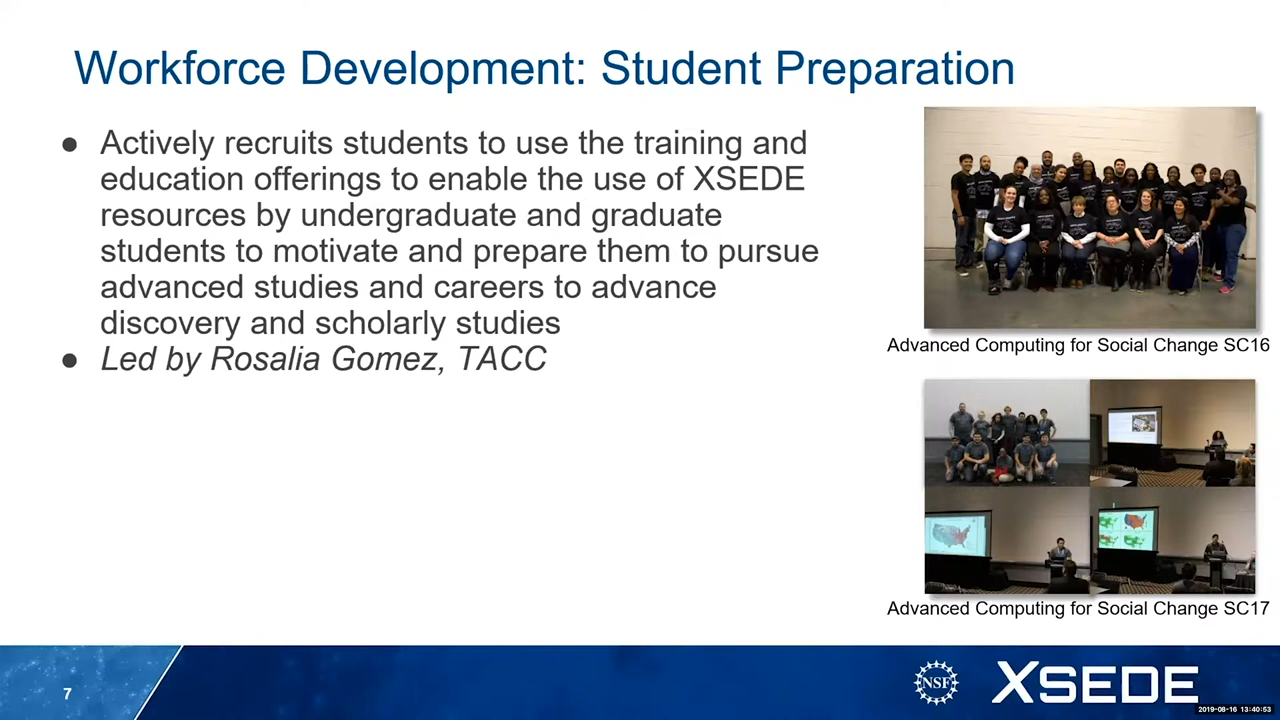 Workforce Development: Student Preparation
● Actively recruits students to use the training and
education offerings to enable the use of XSEDE
resources by undergraduate and graduate
students to motivate and prepare them to pursue
advanced studies and careers to advance
discovery and scholarly studies
● Led by Rosalia Gomez, TACC
Advanced Computing for Social Change SC16
Advanced Computing for Social Change SC17
7
NSF
XSEDE
2019-08-16 13:40:53